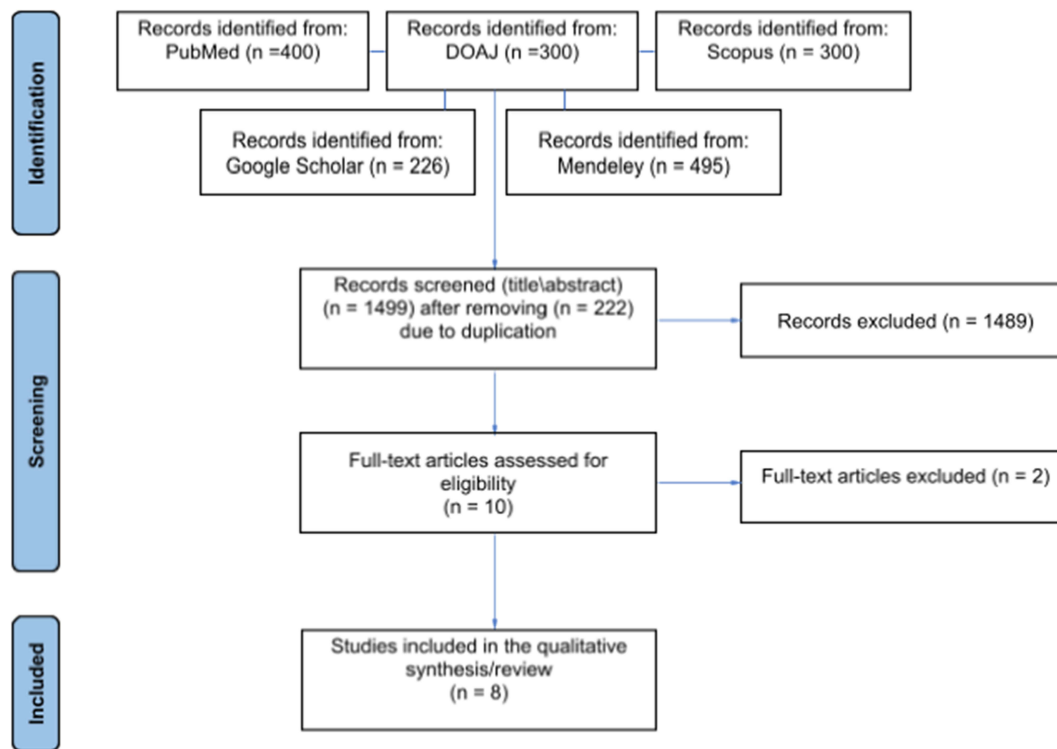 Identification
Records identified from:
PubMed (n =400)
Records identified from:
DOAJ (n =300)
Records identified from:
Scopus (n = 300)
Records identified from:
Google Scholar (n = 226)
Records identified from:
Mendeley (n = 495)
Screening
Records screened (title\abstract)
(n = 1499) after removing (n = 222)
due to duplication
Records excluded (n = 1489)
Full-text articles assessed for
eligibility
(n = 10)
Full-text articles excluded (n = 2)
Included
Studies included in the qualitative
synthesis/review
(n = 8)